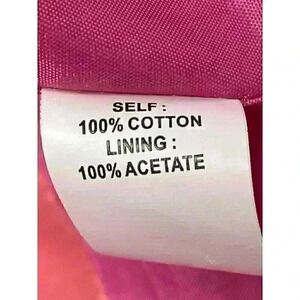 SELF :
100% COTTON
LINING :
100% ACETATE